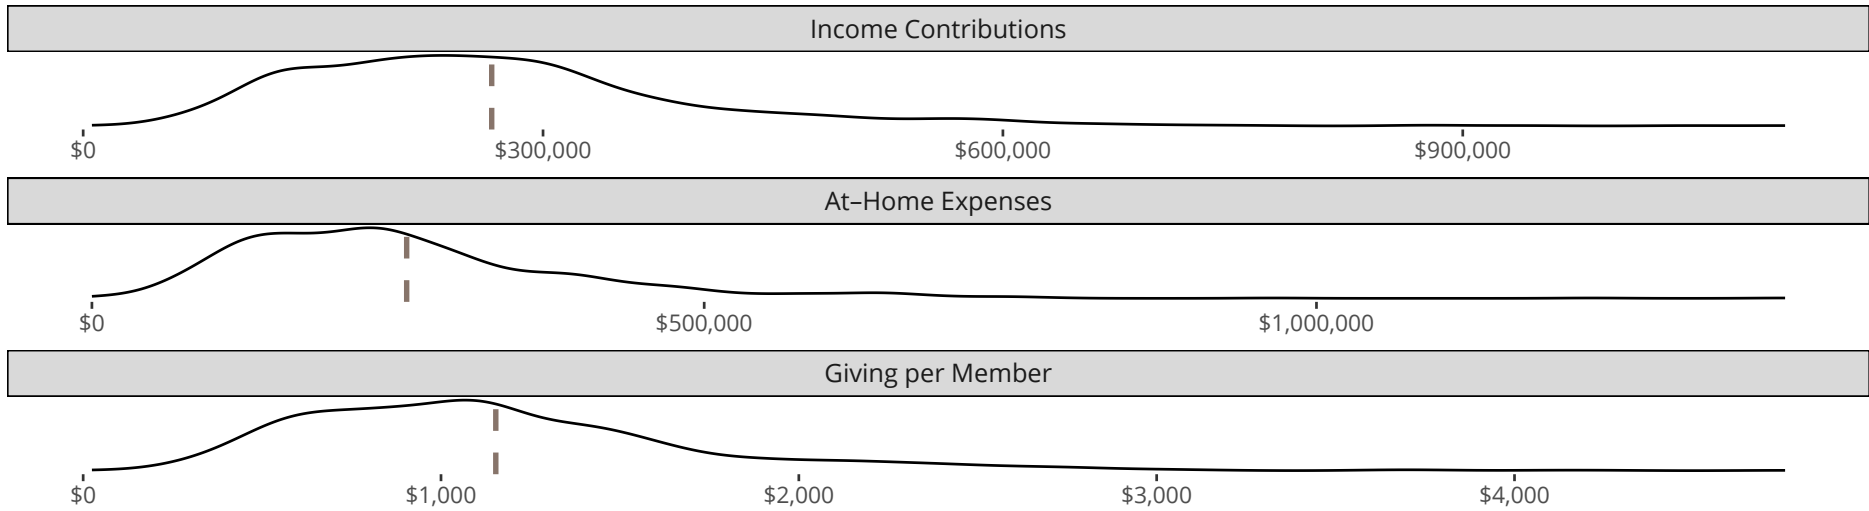 Income Contributions
$0 $300,000 $600,000 $900,000
At–Home Expenses
$0 $500,000 $1,000,000
Giving per Member
$0 $1,000 $2,000 $3,000 $4,000